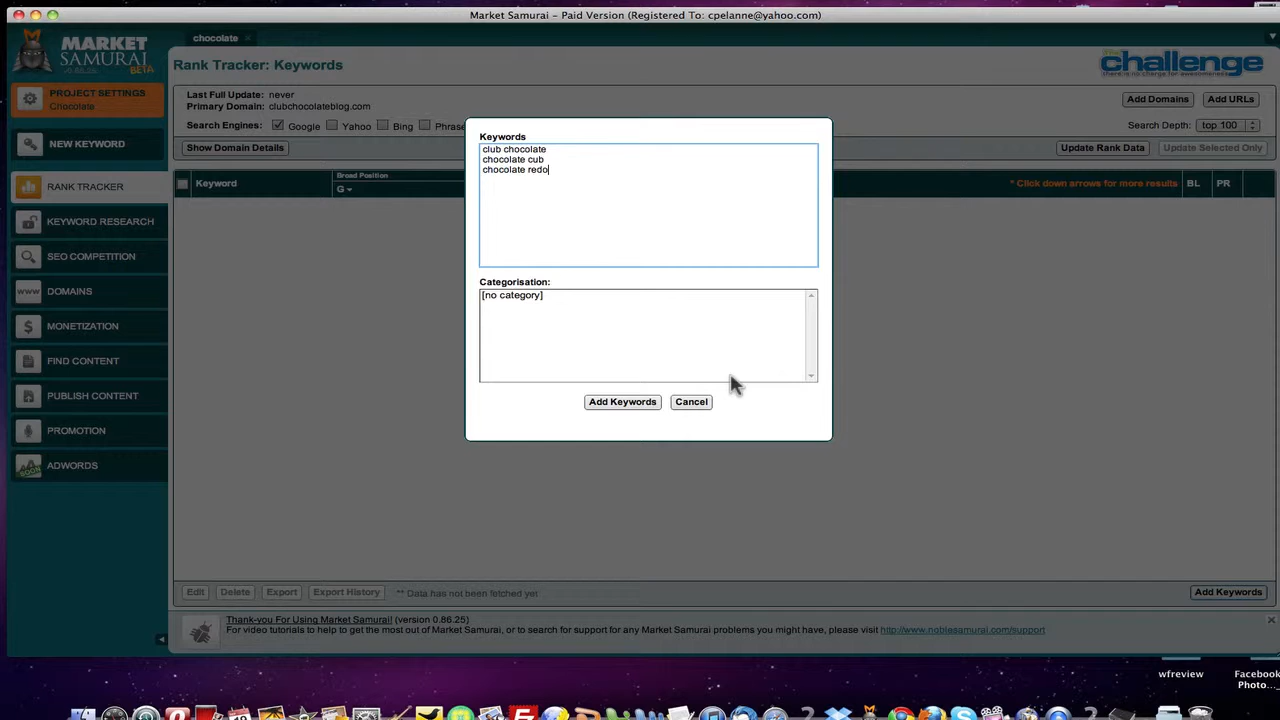 Market Samurai - Paid Version (Registered To: cpelanne@yahoo.com)
MARKET
SAMURAI
v0.86.25
BETA
chocolate
Rank Tracker: Keywords
the
challenge
PROJECT SETTINGS
Chocolate
Last Full Update: never
Primary Domain: clubchocolateblog.com
Add Domains
Add URLs
Search Engines:
Google
Yahoo
Bing
Phrase
Search Depth:
top 100
NEW KEYWORD
Show Domain Details
Update Rank Data
Update Selected Only
Keyword
Broad Position
G
* Click down arrows for more results
BL
PR
RANK TRACKER
KEYWORD RESEARCH
SEO COMPETITION
www
DOMAINS
$
MONETIZATION
FIND CONTENT
PUBLISH CONTENT
PROMOTION
SOON
ADWORDS
Keywords
club chocolate
chocolate cub
chocolate redo
Categorisation:
[no category]
Add Keywords
Cancel
Edit
Delete
Export
Export History
** Data has not been fetched yet
Add Keywords
Thank-you For Using Market Samurai! (version 0.86.25)
For video tutorials to help to get the most out of Market Samurai, or to search for support for any Market Samurai problems you might have, please visit http://www.noblesamurai.com/support
wfreview
Facebook
Photo...